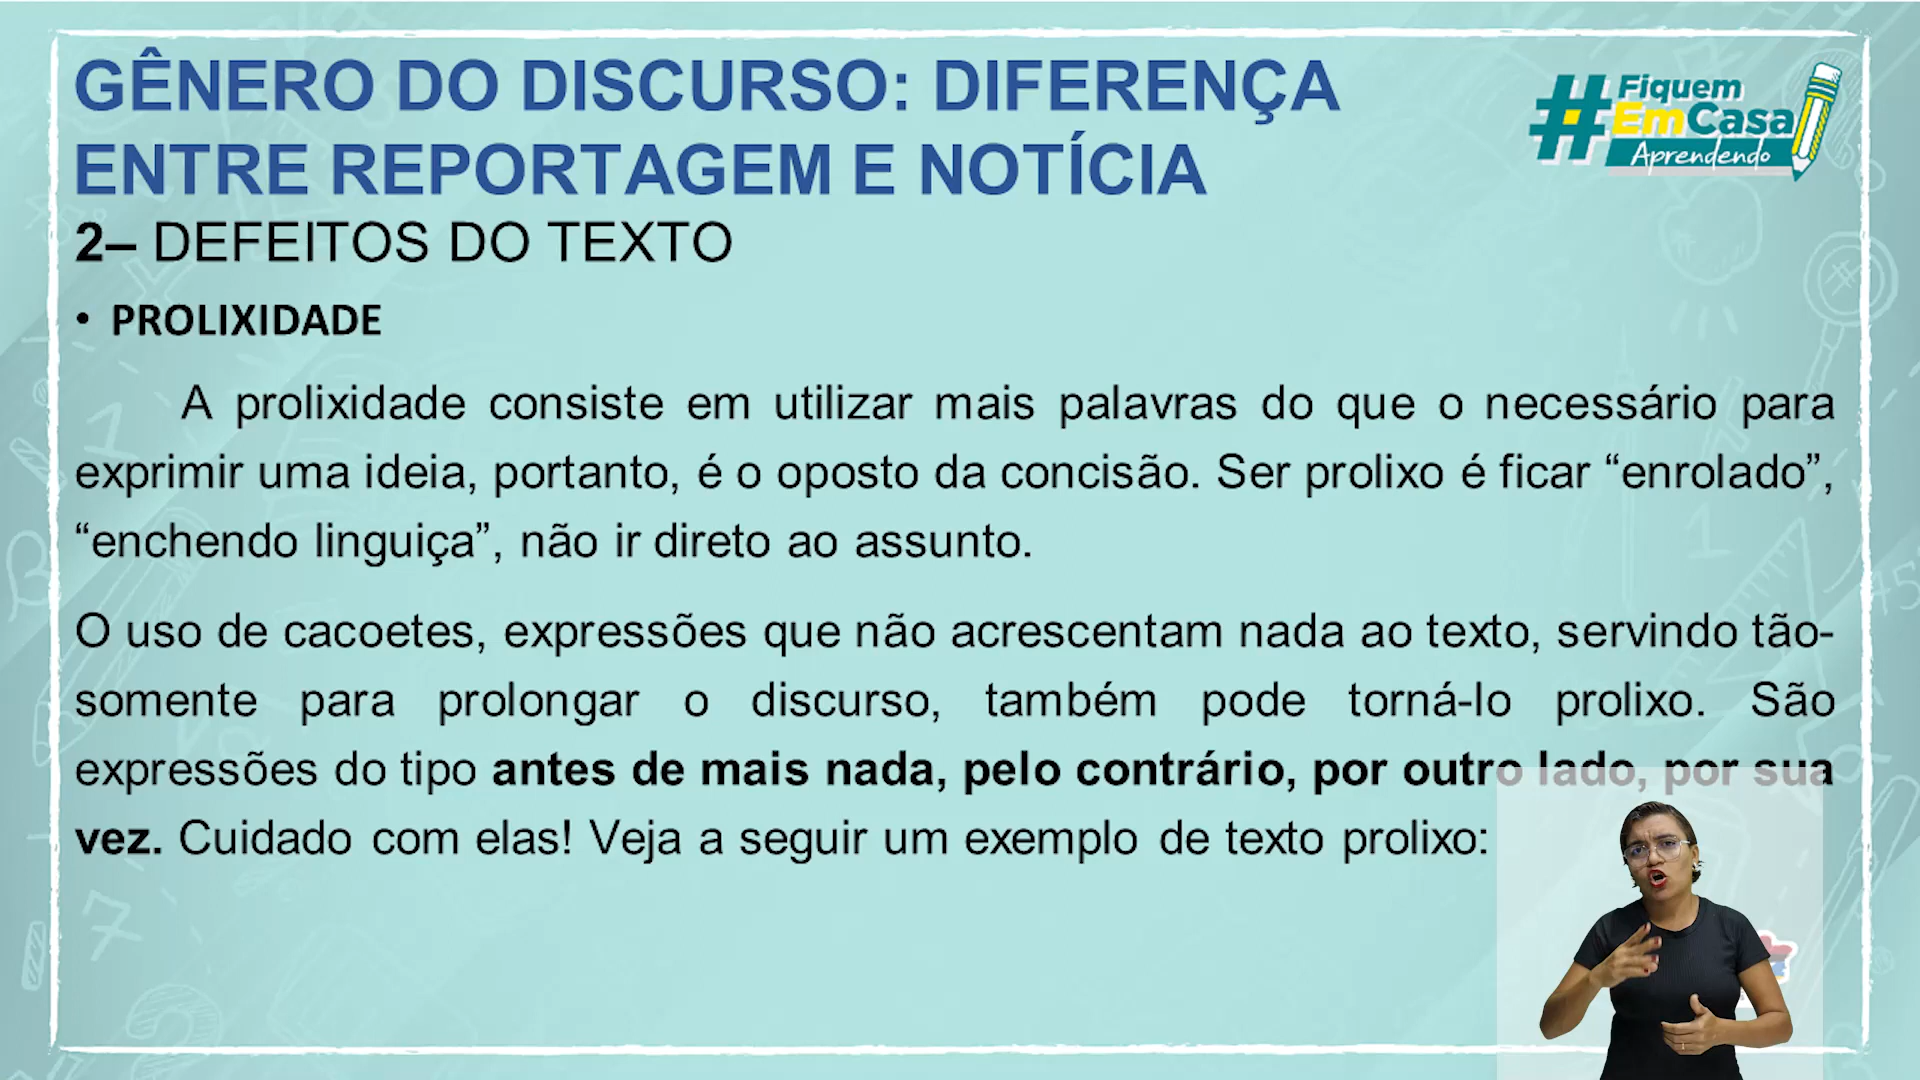 GÊNERO DO DISCURSO: DIFERENÇA
ENTRE REPORTAGEM E NOTÍCIA
#Fiquem
EmCasa
Aprendendo
2– DEFEITOS DO TEXTO
• PROLIXIDADE
A prolixidade consiste em utilizar mais palavras do que o necessário para
exprimir uma ideia, portanto, é o oposto da concisão. Ser prolixo é ficar “enrolado”,
“enchendo linguiça”, não ir direto ao assunto.
O uso de cacoetes, expressões que não acrescentam nada ao texto, servindo tão-
somente para prolongar o discurso, também pode torná-lo prolixo. São
expressões do tipo antes de mais nada, pelo contrário, por outro lado, por sua
vez. Cuidado com elas! Veja a seguir um exemplo de texto prolixo: